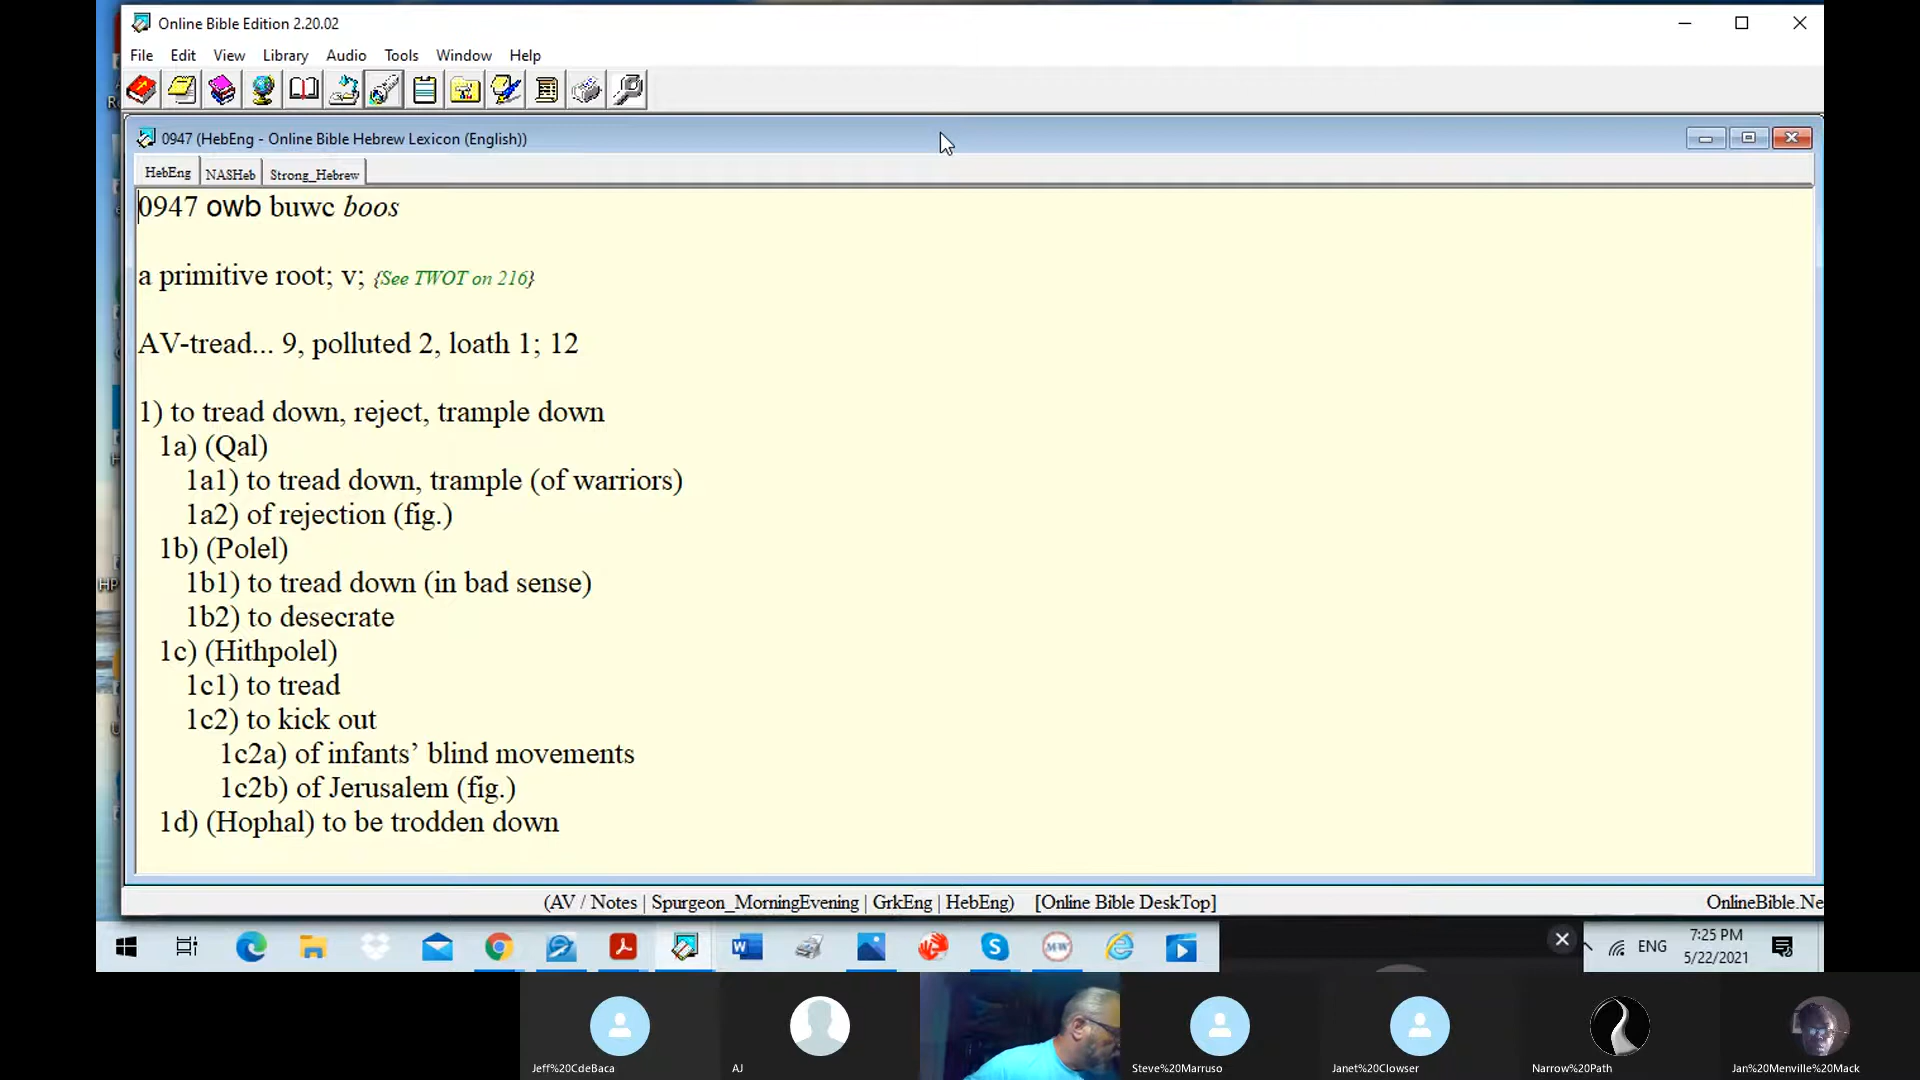 Online Bible Edition 2.20.02
File Edit View Library Audio Tools Window Help
0947 (HebEng - Online Bible Hebrew Lexicon (English))
HebEng NASHeb Strong_Hebrew
0947 owb buwc boos
a primitive root; v; {See TWOT on 216}
AV-tread... 9, polluted 2, loath 1; 12
1) to tread down, reject, trample down
1a) (Qal)
1a1) to tread down, trample (of warriors)
1a2) of rejection (fig.)
1b) (Polel)
1b1) to tread down (in bad sense)
1b2) to desecrate
1c) (Hithpolel)
1c1) to tread
1c2) to kick out
1c2a) of infants’ blind movements
1c2b) of Jerusalem (fig.)
1d) (Hophal) to be trodden down
(AV / Notes | Spurgeon_MorningEvening | GrkEng | HebEng) [Online Bible DeskTop]
OnlineBible.Ne
ENG
7:25 PM
5/22/2021
Jeff%20CdeBaca
AJ
Steve%20Marruso
Janet%20Clowser
Narrow%20Path
Jan%20Menville%20Mack